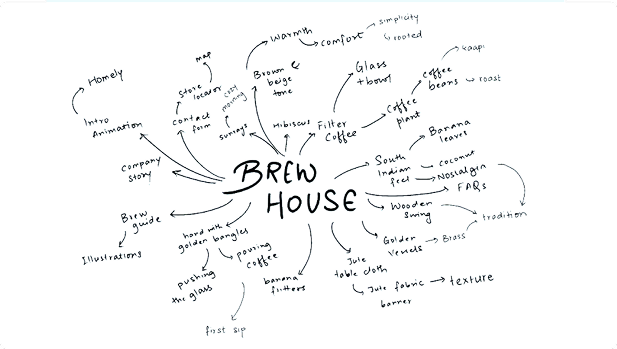 map
Warmth
simplicity
comfort
rooted
Homely
Store
locator
cosy
morning
Brown &
beige
tone
Glass
+ bowl
Coffee
beans
kaapi
roast
Intro
Animation
contact
form
sunrays
Hibiscus
Filter
Coffee
Coffee
plant
Banana
leaves
Company
story
BREW
HOUSE
South
Indian
feel
coconut
Nostalgia
FAQs
Brew
guide
Illustrations
hand with
golden bangles
pouring
coffee
pushing
the glass
first sip
banana
fritters
Wooden
Swing
tradition
Golden
vessels
Brass
Jute
table cloth
Jute fabric
banner
texture